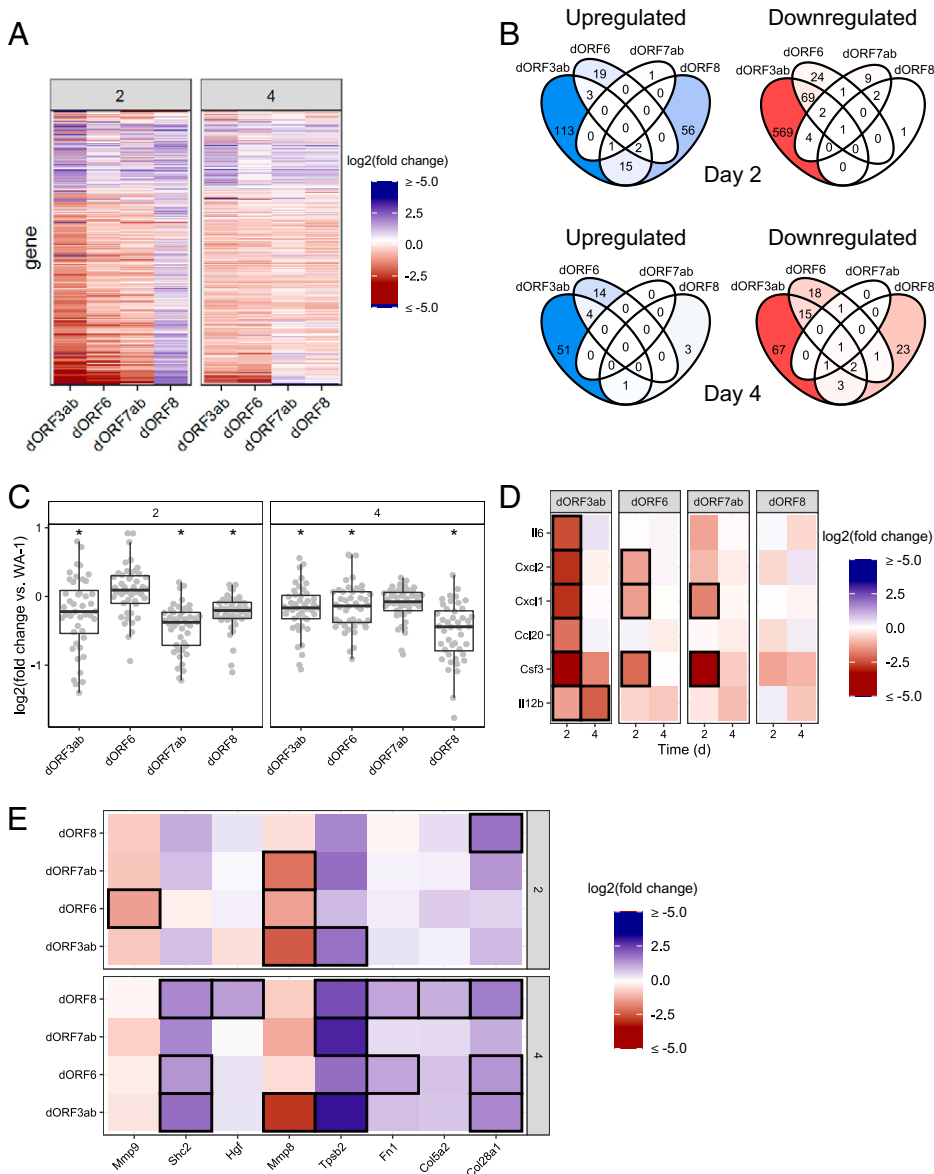 A
2
4
gene
dORF3ab
dORF6
dORF7ab
dORF8
dORF3ab
dORF6
dORF7ab
dORF8
log2(fold change)
≥ -5.0
2.5
0.0
-2.5
≤ -5.0
B
Upregulated
Downregulated
dORF3ab
dORF6
dORF7ab
dORF8
19
1
3
0
0
113
0
0
56
0
0
1
2
0
15
dORF3ab
dORF6
dORF7ab
dORF8
24
9
69
1
2
569
2
0
1
4
1
0
0
0
0
Day 2
Upregulated
Downregulated
dORF3ab
dORF6
dORF7ab
dORF8
14
0
4
0
0
51
0
0
3
0
0
0
0
0
1
dORF3ab
dORF6
dORF7ab
dORF8
18
0
15
1
0
67
0
0
23
0
1
1
1
2
3
Day 4
C
2
4
log2(fold change vs. WA-1)
1
0
-1
* * *
* * *
dORF3ab
dORF6
dORF7ab
dORF8
dORF3ab
dORF6
dORF7ab
dORF8
D
dORF3ab
dORF6
dORF7ab
dORF8
Il6
Cxcl2
Cxcl1
Ccl20
Csf3
Il12b
2 4 2 4 2 4 2 4
Time (d)
log2(fold change)
≥ -5.0
2.5
0.0
-2.5
≤ -5.0
E
dORF8
dORF7ab
dORF6
dORF3ab
2
dORF8
dORF7ab
dORF6
dORF3ab
4
Mmp9
Shc2
Hgf
Mmp8
Tpsb2
Fn1
Col5a2
Col28a1
log2(fold change)
≥ -5.0
2.5
0.0
-2.5
≤ -5.0